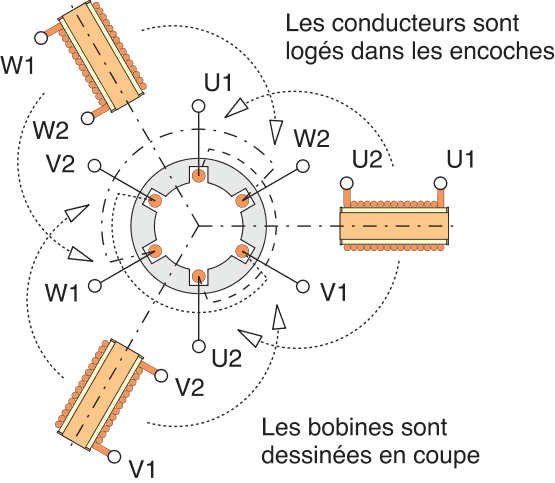 Les conducteurs sont
logés dans les encoches
W1
U1
W2
W2
V2
U2 U1
W1
V1
U2
V2
V1
Les bobines sont
dessinées en coupe